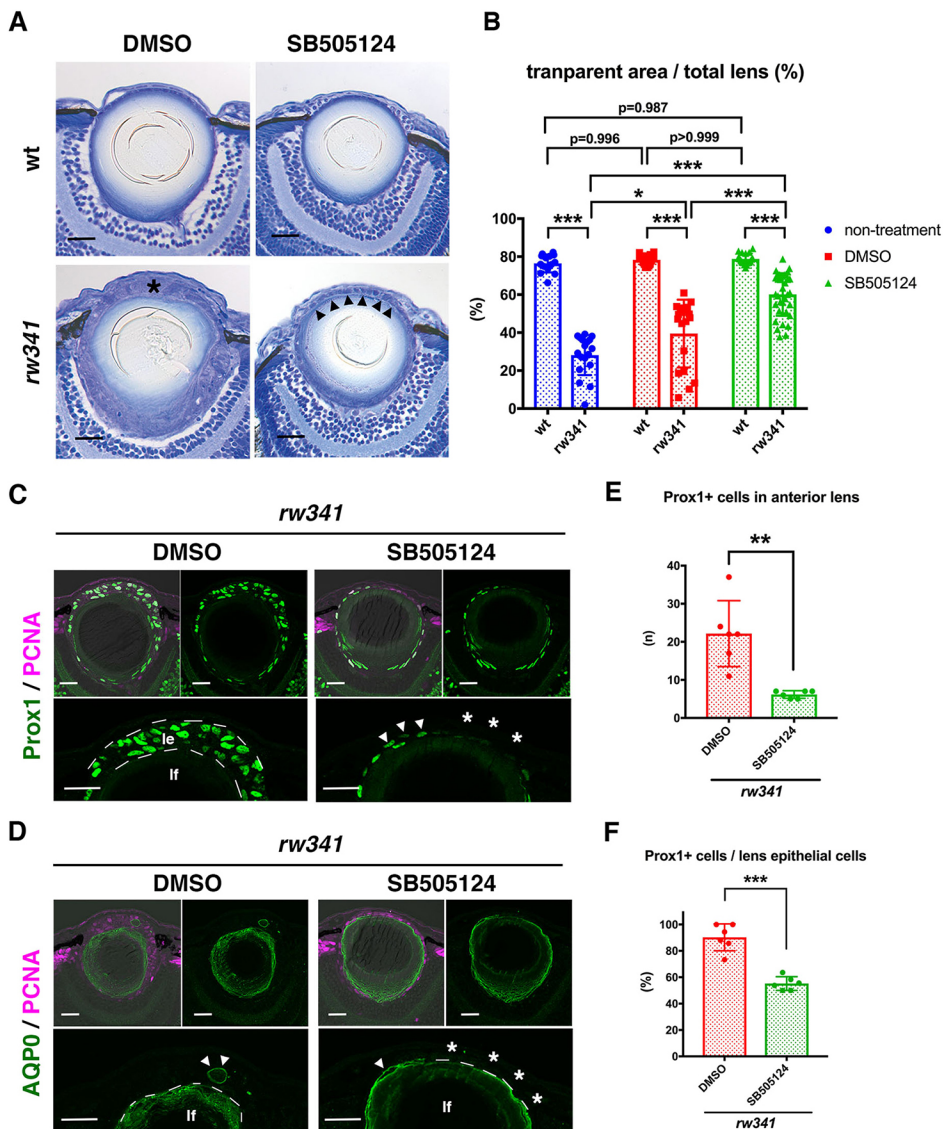 A
DMSO
SB505124
wt
rw341
*
B
tranparent area / total lens (%)
p=0.987
p=0.996
p>0.999
***
*
***
***
***
***
100
80
60
40
20
0
(%)
wt
rw341
wt
rw341
wt
rw341
non-treatment
DMSO
SB505124
C
rw341
DMSO
SB505124
Prox1 / PCNA
le
lf
* * *
D
rw341
DMSO
SB505124
AQP0 / PCNA
lf
lf
* * * *
E
Prox1+ cells in anterior lens
**
40
30
20
10
0
(n)
DMSO
SB505124
rw341
F
Prox1+ cells / lens epithelial cells
***
100
80
60
40
20
0
(%)
DMSO
SB505124
rw341